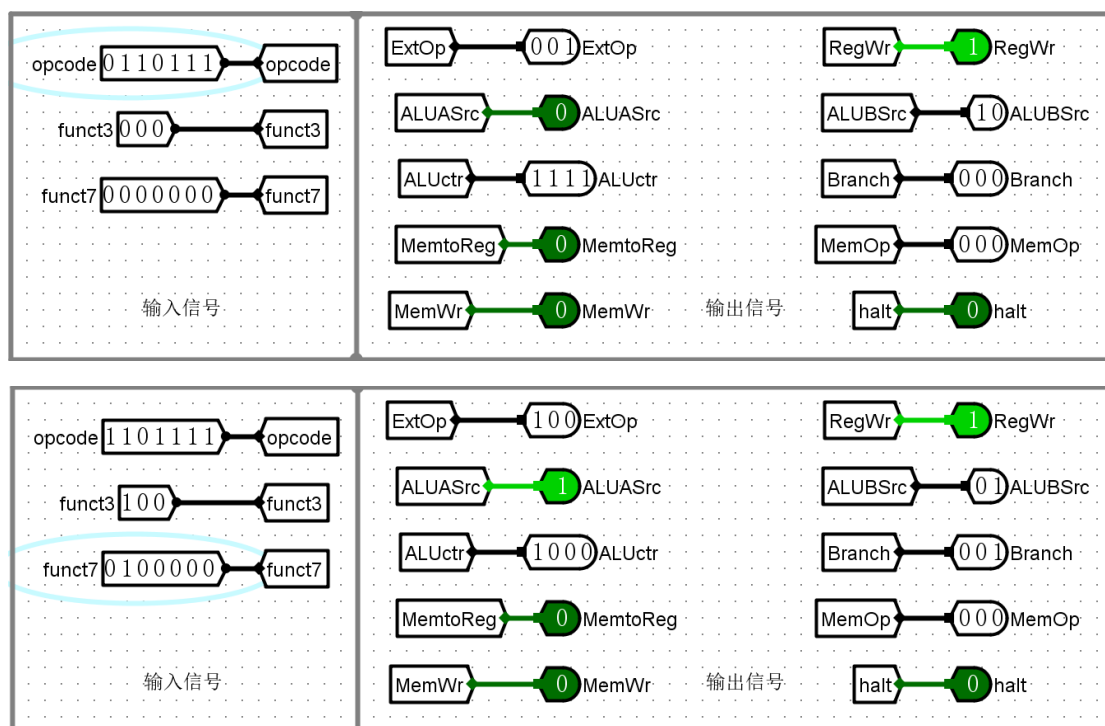 opcode 0110111 opcode
funct3 000 funct3
funct7 0000000 funct7
输入信号
ExtOp 001 ExtOp
RegWr 1 RegWr
ALUASrc 0 ALUASrc
ALUBSrc 10 ALUBSrc
ALUctr 1111 ALUctr
Branch 000 Branch
MemtoReg 0 MemtoReg
MemOp 000 MemOp
MemWr 0 MemWr
输出信号
halt 0 halt
opcode 1101111 opcode
funct3 100 funct3
funct7 0100000 funct7
输入信号
ExtOp 100 ExtOp
RegWr 1 RegWr
ALUASrc 1 ALUASrc
ALUBSrc 01 ALUBSrc
ALUctr 1000 ALUctr
Branch 001 Branch
MemtoReg 0 MemtoReg
MemOp 000 MemOp
MemWr 0 MemWr
输出信号
halt 0 halt